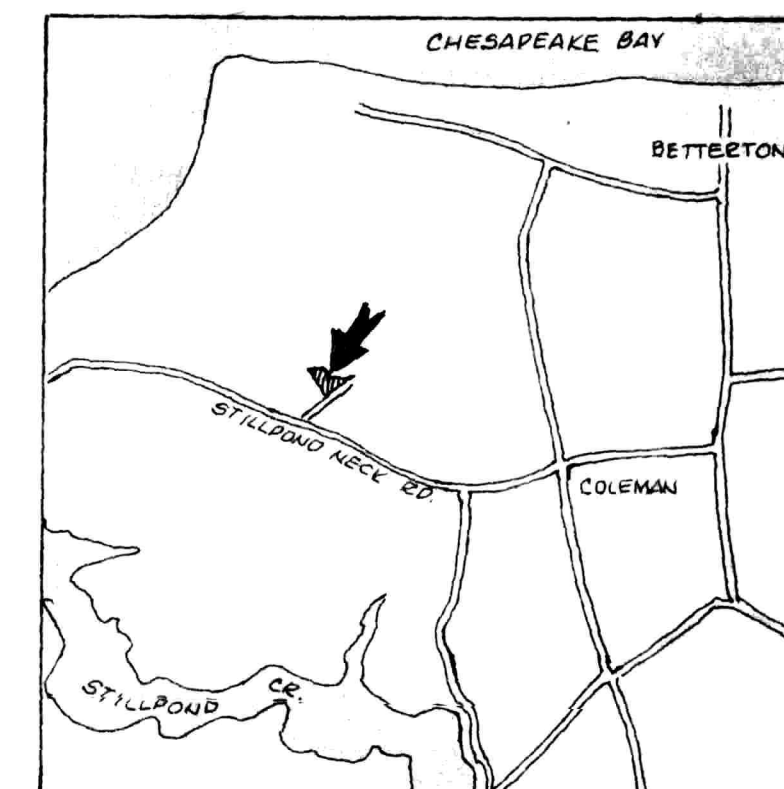 CHESAPEAKE BAY
BETTERTON
STILLPOND NECK RD.
COLEMAN
STILLPOND CR.